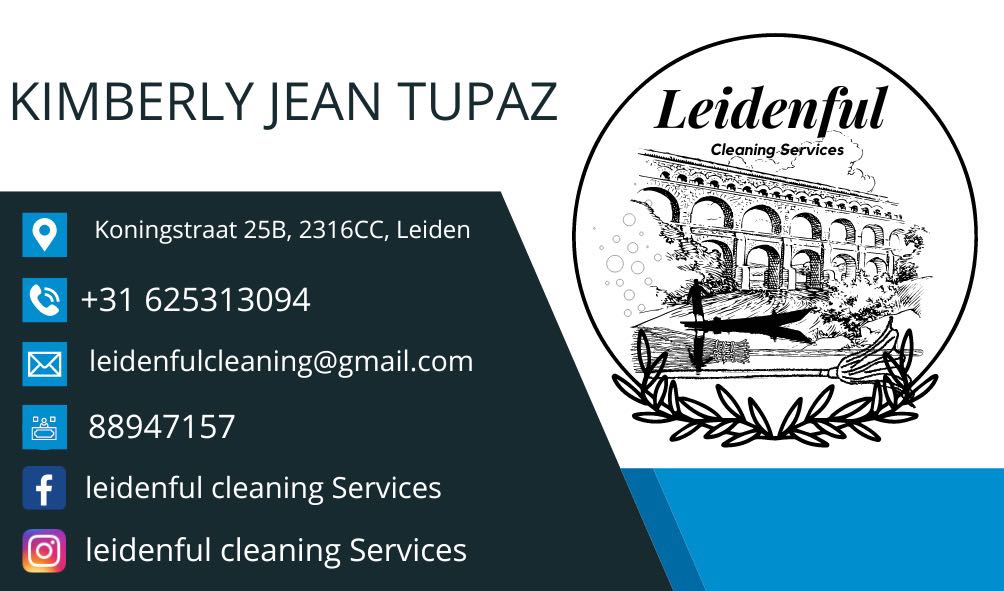 KIMBERLY JEAN TUPAZ
Leidenful
Cleaning Services
Koningstraat 25B, 2316CC, Leiden
+31 625313094
leidenfulcleaning@gmail.com
88947157
leidenful cleaning Services
leidenful cleaning Services